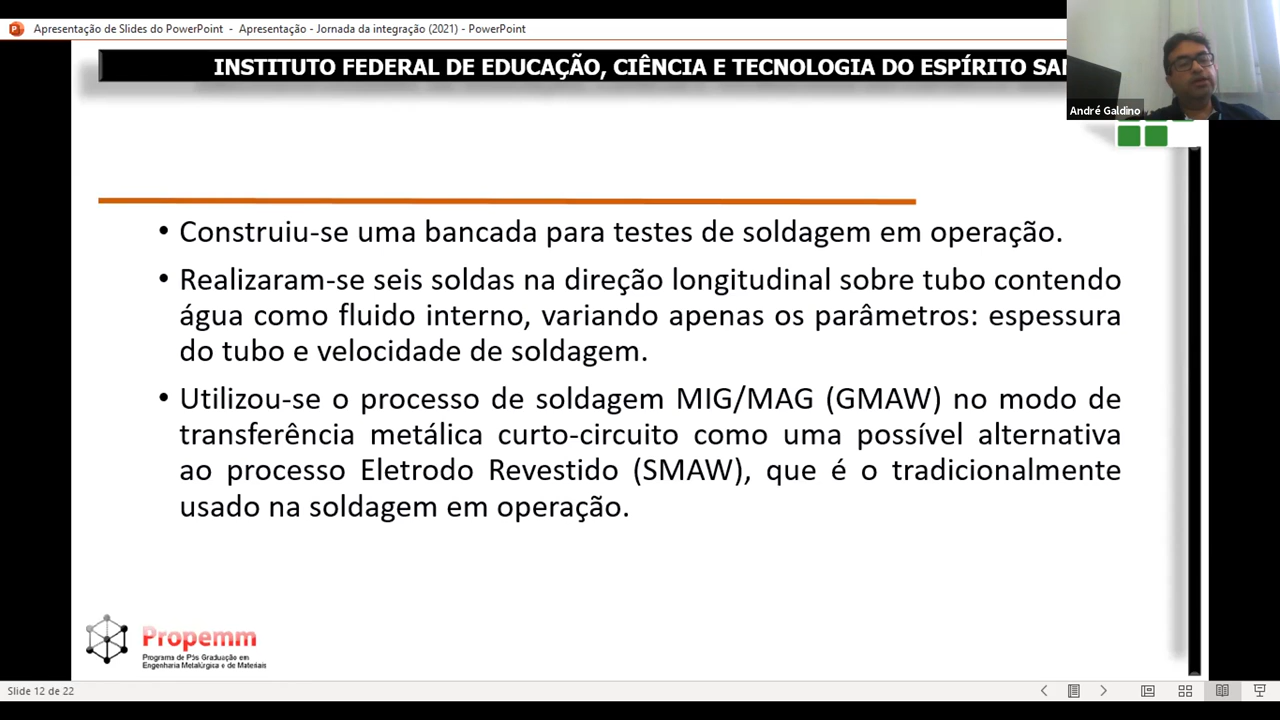 Apresentação de Slides do PowerPoint - Apresentação - Jornada da integração (2021) - PowerPoint
INSTITUTO FEDERAL DE EDUCAÇÃO, CIÊNCIA E TECNOLOGIA DO ESPÍRITO SAN
André Galdino
• Construiu-se uma bancada para testes de soldagem em operação.
• Realizaram-se seis soldas na direção longitudinal sobre tubo contendo
água como fluido interno, variando apenas os parâmetros: espessura
do tubo e velocidade de soldagem.
• Utilizou-se o processo de soldagem MIG/MAG (GMAW) no modo de
transferência metálica curto-circuito como uma possível alternativa
ao processo Eletrodo Revestido (SMAW), que é o tradicionalmente
usado na soldagem em operação.
Propemm
Programa de Pós Graduação em
Engenharia Metalúrgica e de Materiais
Slide 12 de 22